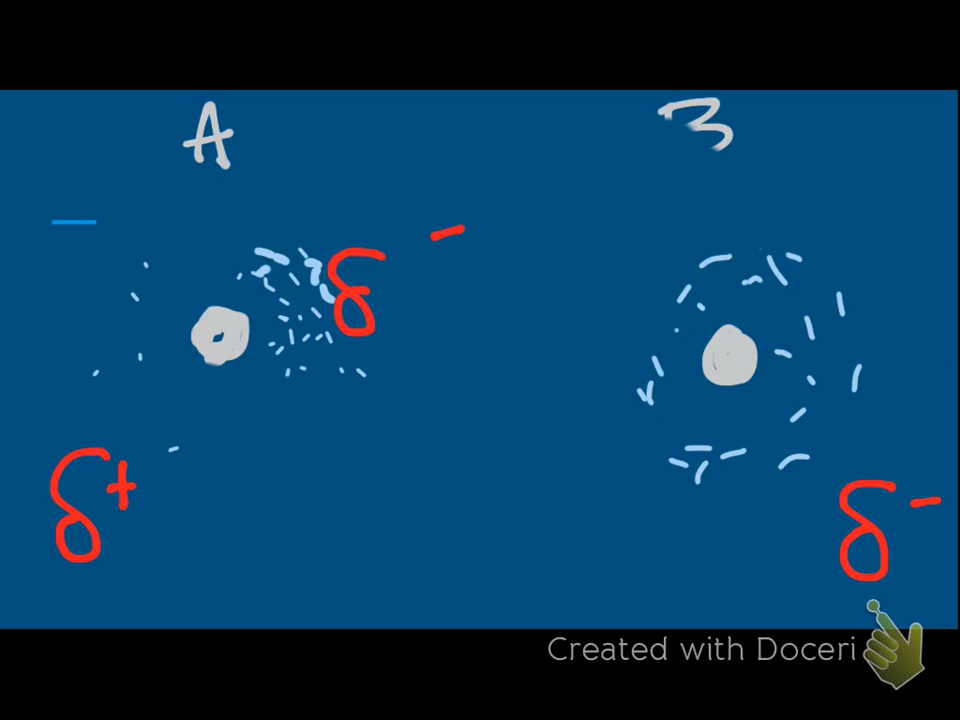 A B
δ -
δ+
δ-
Created with Doceri